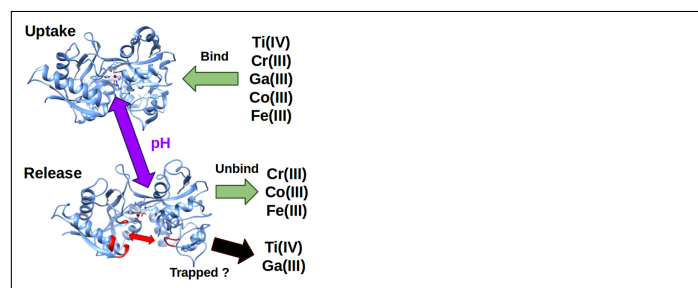 Uptake
Bind
Ti(IV)
Cr(III)
Ga(III)
Co(III)
Fe(III)
pH
Release
Unbind
Cr(III)
Co(III)
Fe(III)
Trapped ?
Ti(IV)
Ga(III)